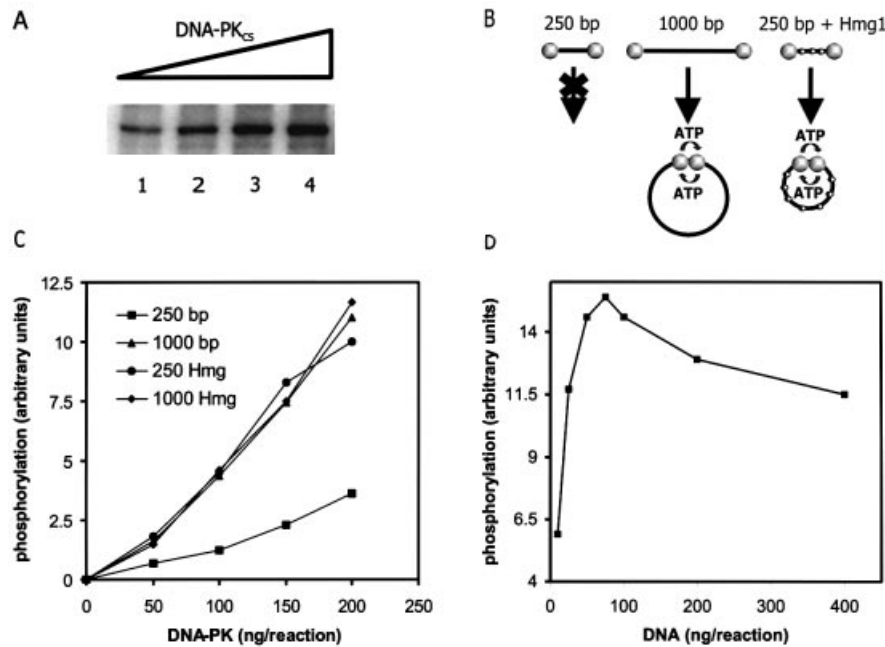 A
DNA-PKcs
1 2 3 4
B
250 bp 1000 bp 250 bp + Hmg1
ATP
ATP
ATP
ATP
C
phosphorylation (arbitrary units)
12.5
10
7.5
5
2.5
0
250 bp
1000 bp
250 Hmg
1000 Hmg
0 50 100 150 200 250
DNA-PK (ng/reaction)
D
phosphorylation (arbitrary units)
14
11.5
9
6.5
4
0 100 200 300 400
DNA (ng/reaction)